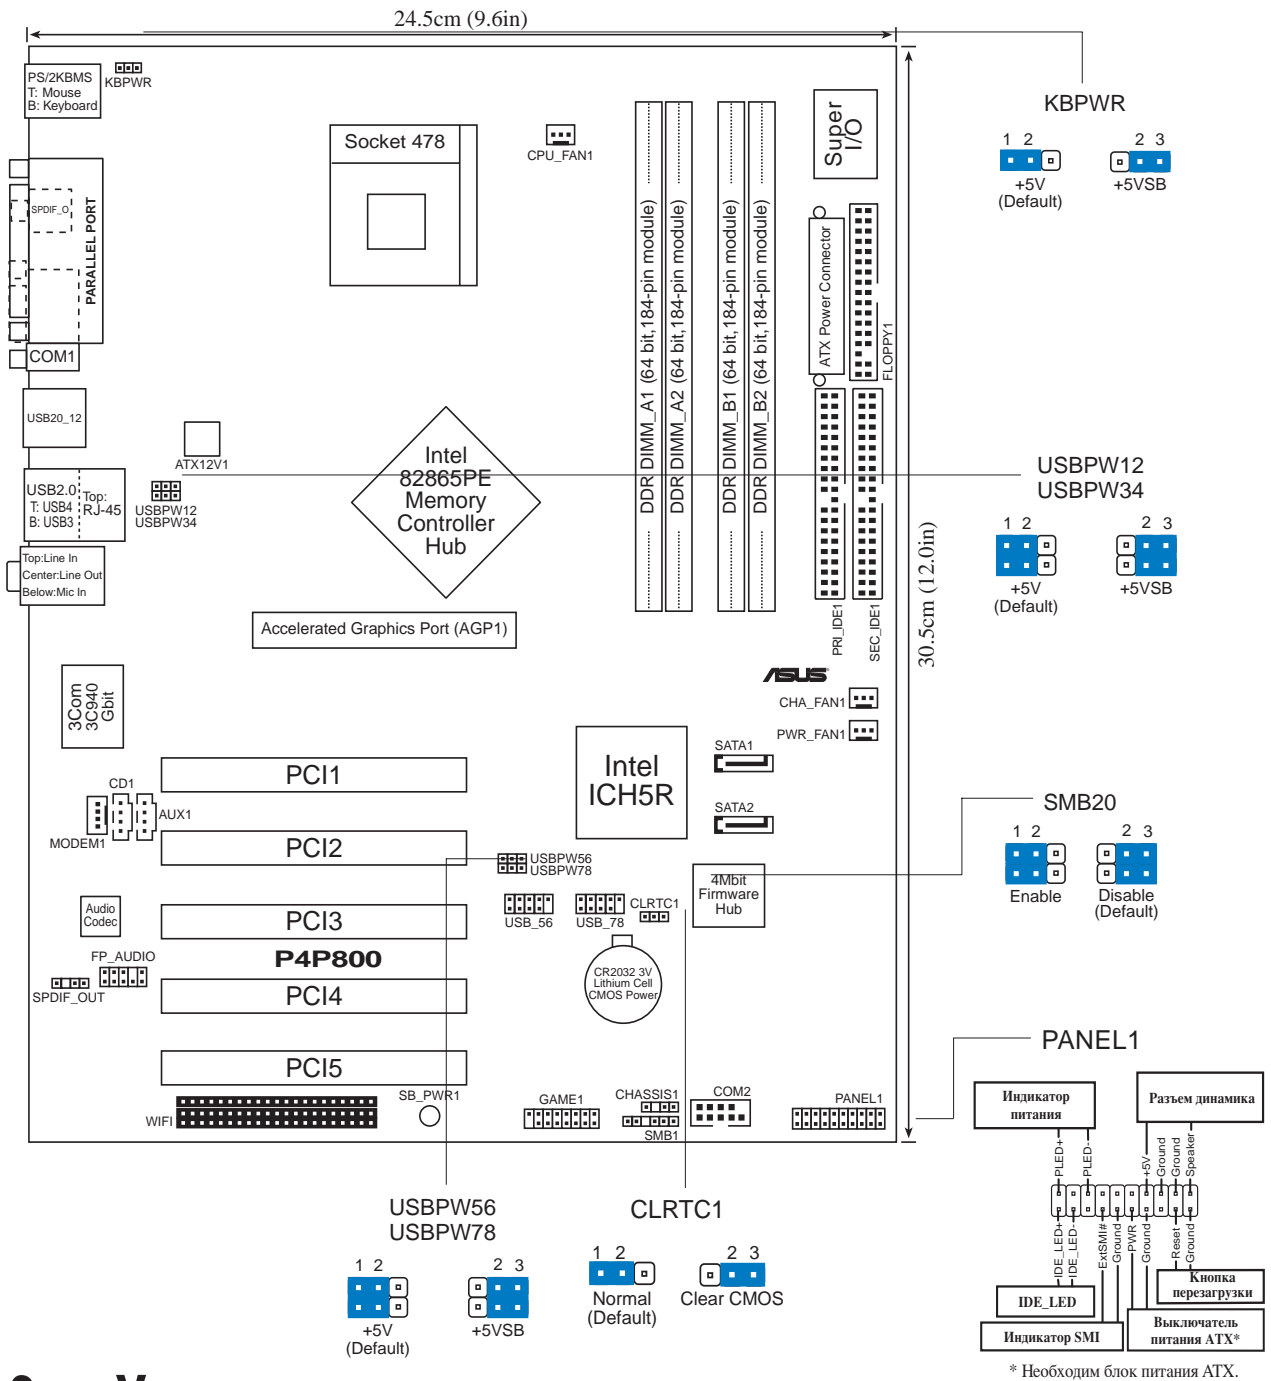 24.5cm (9.6in)
PS/2KBMS
T: Mouse
B: Keyboard
KBPWR
Socket 478
CPU_FAN1
Super
I/O
KBPWR
1 2
2 3
+5V
(Default)
+5VSB
SPDIF_O
PARALLEL PORT
COM1
DDR DIMM_A1 (64 bit,184-pin module)
DDR DIMM_A2 (64 bit,184-pin module)
DDR DIMM_B1 (64 bit,184-pin module)
DDR DIMM_B2 (64 bit,184-pin module)
ATX Power Connector
FLOPPY1
USB20_12
ATX12V1
Intel
82865PE
Memory
Controller
Hub
USB2.0
T: USB4
B: USB3
Top:
RJ-45
USBPW12
USBPW34
USBPW12
USBPW34
1 2
2 3
+5V
(Default)
+5VSB
Top:Line In
Center:Line Out
Below:Mic In
Accelerated Graphics Port (AGP1)
PRI_IDE1
SEC_IDE1
30.5cm (12.0in)
ASUS
3Com
3C940
Gbit
CHA_FAN1
PWR_FAN1
SATA1
SATA2
Intel
ICH5R
PCI1
CD1
AUX1
MODEM1
PCI2
USBPW56
USBPW78
4Mbit
Firmware
Hub
SMB20
1 2
2 3
Enable
Disable
(Default)
Audio
Codec
PCI3
USB_56
USB_78
CLRTC1
P4P800
FP_AUDIO
SPDIF_OUT
PCI4
CR2032 3V
Lithium Cell
CMOS Power
PCI5
PANEL1
SB_PWR1
WIFI
GAME1
CHASSIS1
SMB1
COM2
PANEL1
Индикатор
питания
Разъем динамика
PLED+
PLED-
+5V
Ground
Ground
Speaker
IDE_LED+
IDE_LED-
ExtSMI#
Ground
PWR
Ground
Reset
Ground
IDE_LED
Кнопка
перезагрузки
Индикатор SMI
Выключатель
питания ATX*
* Необходим блок питания ATX.
USBPW56
USBPW78
1 2
2 3
+5V
(Default)
+5VSB
CLRTC1
1 2
2 3
Normal
(Default)
Clear CMOS